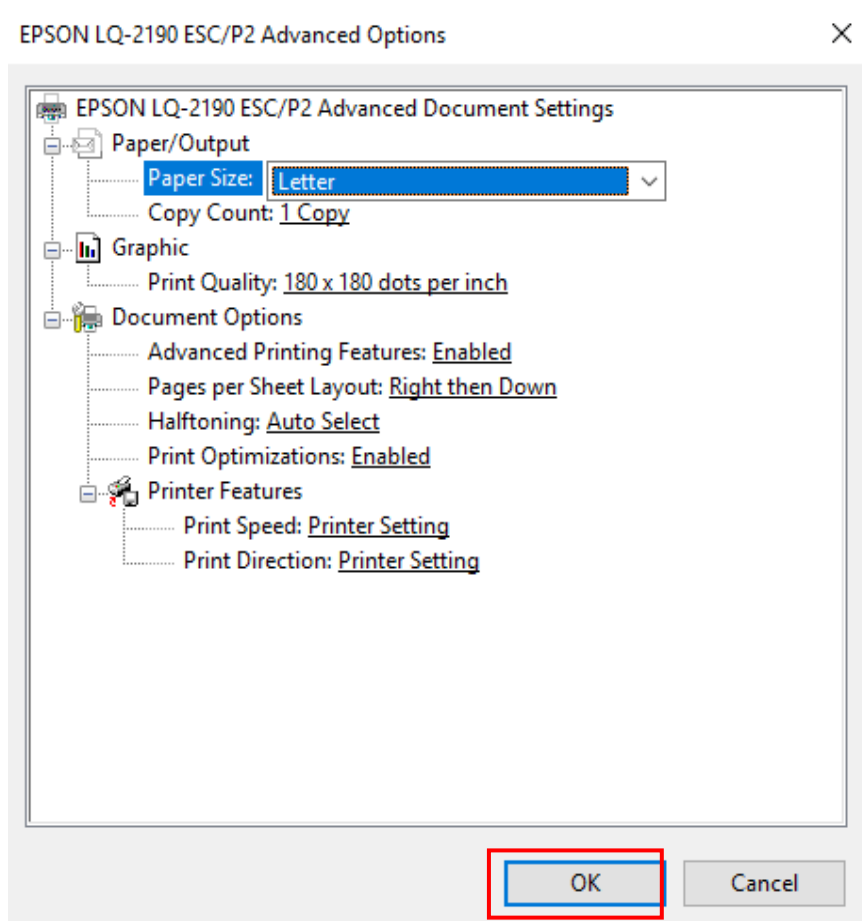 EPSON LQ-2190 ESC/P2 Advanced Options
EPSON LQ-2190 ESC/P2 Advanced Document Settings
Paper/Output
Paper Size: Letter
Copy Count: 1 Copy
Graphic
Print Quality: 180 x 180 dots per inch
Document Options
Advanced Printing Features: Enabled
Pages per Sheet Layout: Right then Down
Halftoning: Auto Select
Print Optimizations: Enabled
Printer Features
Print Speed: Printer Setting
Print Direction: Printer Setting
OK Cancel